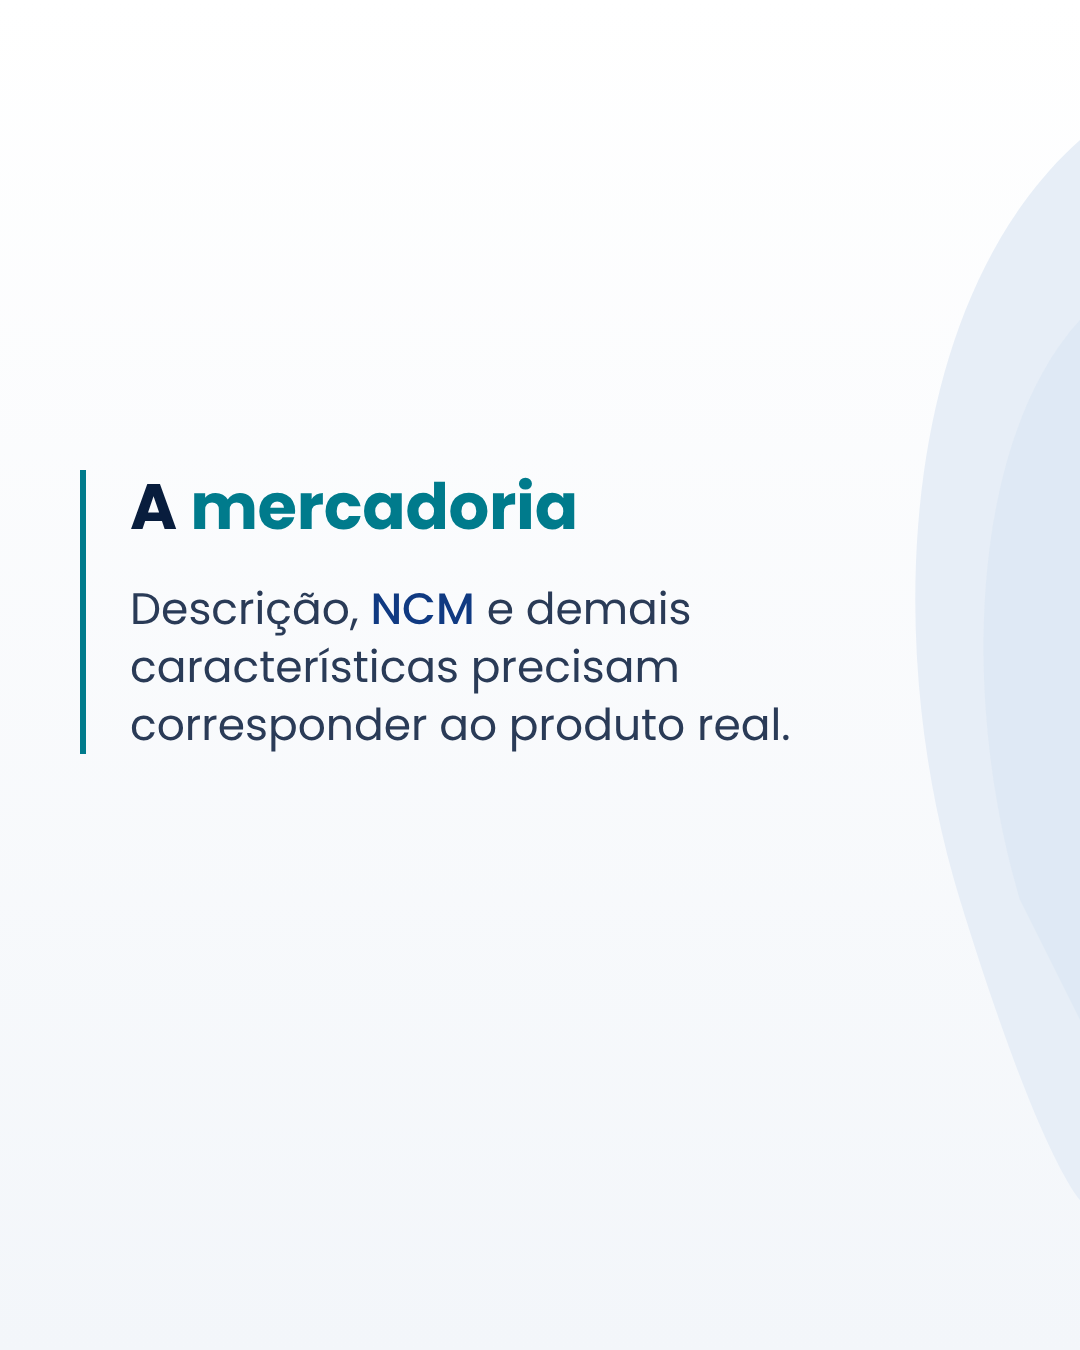 A mercadoria
Descrição, NCM e demais
características precisam
corresponder ao produto real.